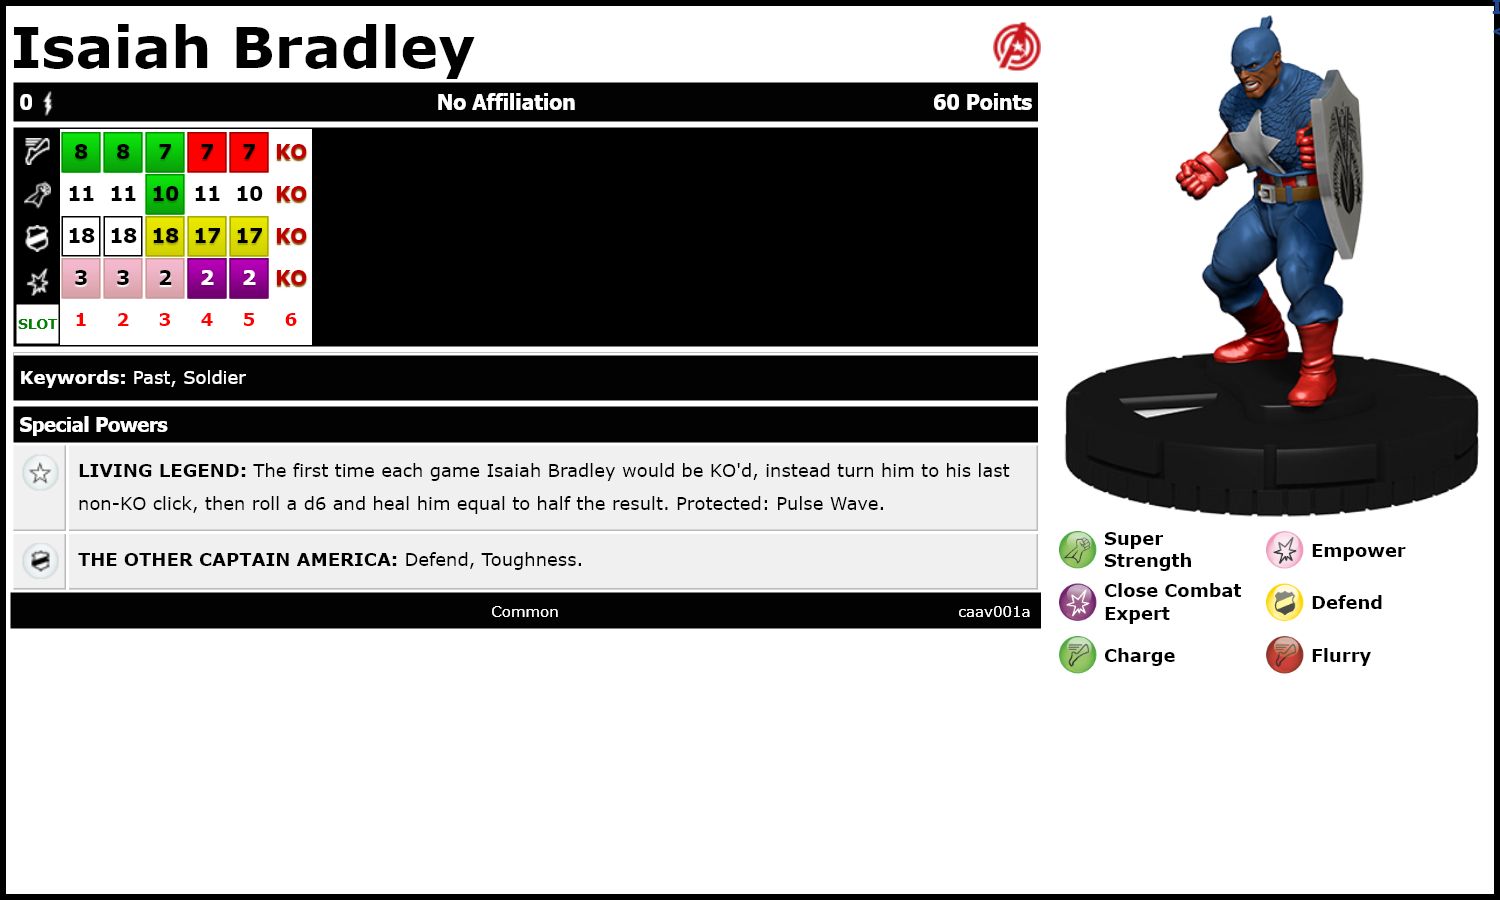 Isaiah Bradley
0 No Affiliation 60 Points
8 8 7 7 7 KO
11 11 10 11 10 KO
18 18 18 17 17 KO
3 3 2 2 2 KO
SLOT 1 2 3 4 5 6
Keywords: Past, Soldier
Special Powers
LIVING LEGEND: The first time each game Isaiah Bradley would be KO'd, instead turn him to his last
non-KO click, then roll a d6 and heal him equal to half the result. Protected: Pulse Wave.
THE OTHER CAPTAIN AMERICA: Defend, Toughness.
Common caav001a
Super
Strength
Empower
Close Combat
Expert
Defend
Charge
Flurry